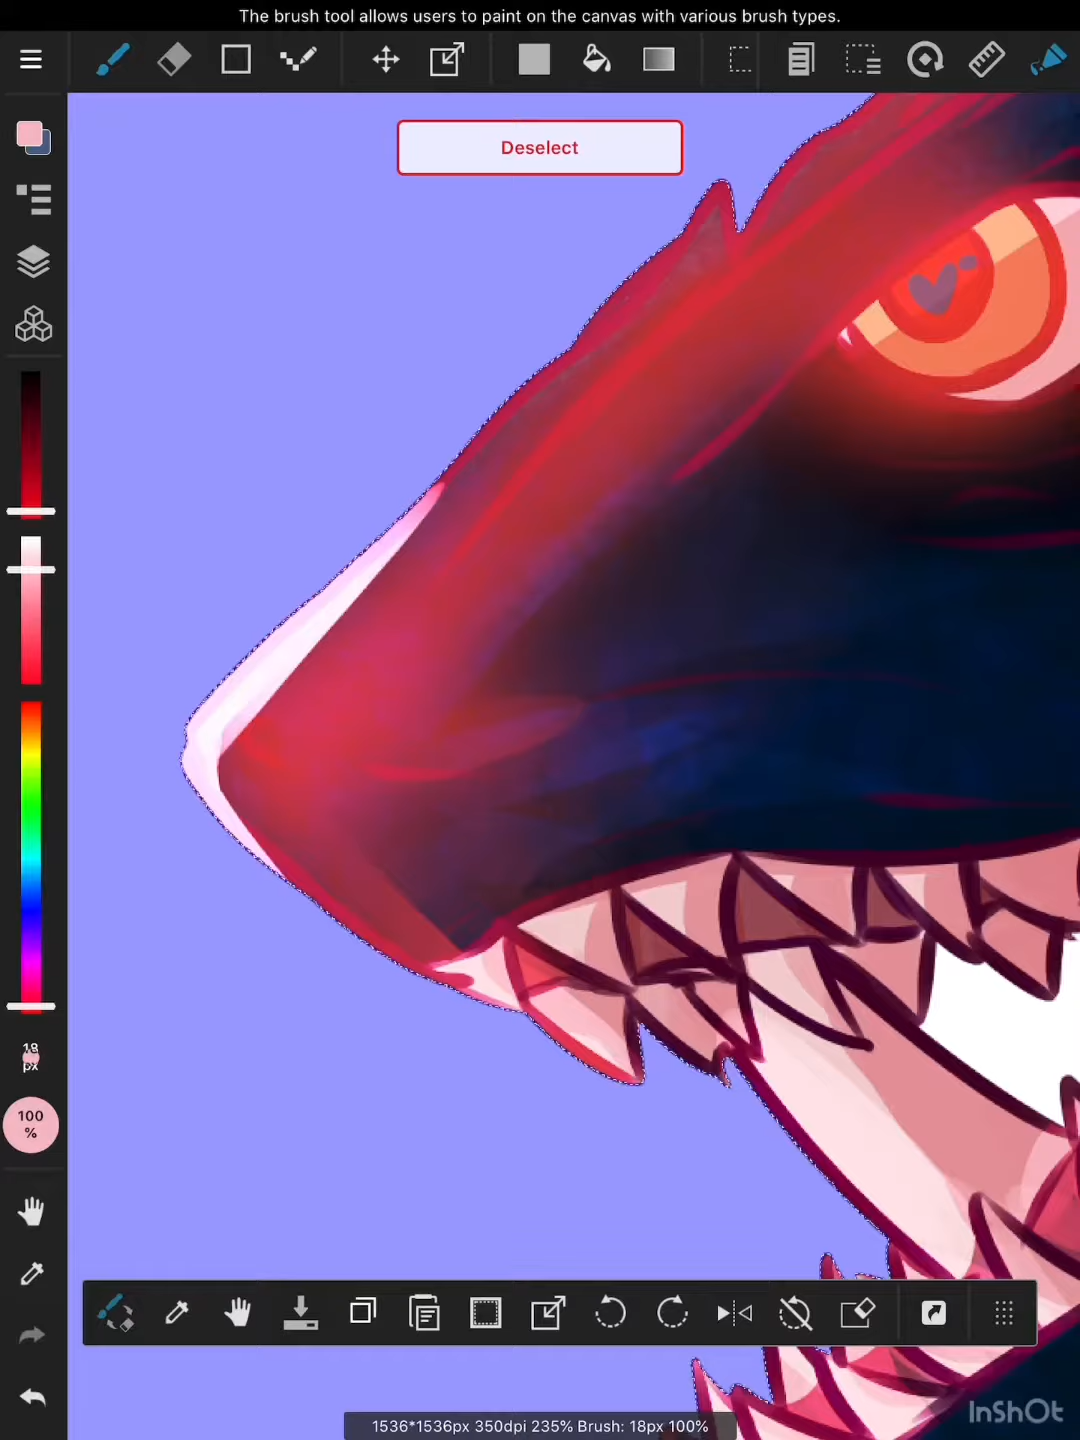 The brush tool allows users to paint on the canvas with various brush types.
Deselect
18
px
100
%
1536*1536px 350dpi 235% Brush: 18px 100%
InShOt